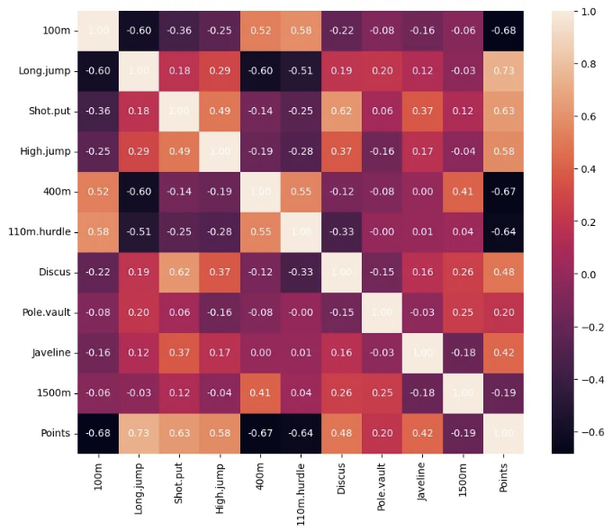 100m 1.00 -0.60 -0.36 -0.25 0.52 0.58 -0.22 -0.08 -0.16 -0.06 -0.68
Long.jump -0.60 1.00 0.18 0.29 -0.60 -0.51 0.19 0.20 0.12 -0.03 0.73
Shot.put -0.36 0.18 1.00 0.49 -0.14 -0.25 0.62 0.06 0.37 0.12 0.63
High.jump -0.25 0.29 0.49 1.00 -0.19 -0.28 0.37 -0.16 0.17 -0.04 0.58
400m 0.52 -0.60 -0.14 -0.19 1.00 0.55 -0.12 -0.08 0.00 0.41 -0.67
110m.hurdle 0.58 -0.51 -0.25 -0.28 0.55 1.00 -0.33 -0.00 0.01 0.04 -0.64
Discus -0.22 0.19 0.62 0.37 -0.12 -0.33 1.00 -0.15 0.16 0.26 0.48
Pole.vault -0.08 0.20 0.06 -0.16 -0.08 -0.00 -0.15 1.00 -0.03 0.25 0.20
Javeline -0.16 0.12 0.37 0.17 0.00 0.01 0.16 -0.03 1.00 -0.18 0.42
1500m -0.06 -0.03 0.12 -0.04 0.41 0.04 0.26 0.25 -0.18 1.00 -0.19
Points -0.68 0.73 0.63 0.58 -0.67 -0.64 0.48 0.20 0.42 -0.19 1.00
100m
Long.jump
Shot.put
High.jump
400m
110m.hurdle
Discus
Pole.vault
Javeline
1500m
Points
1.0
0.8
0.6
0.4
0.2
0.0
−0.2
−0.4
−0.6